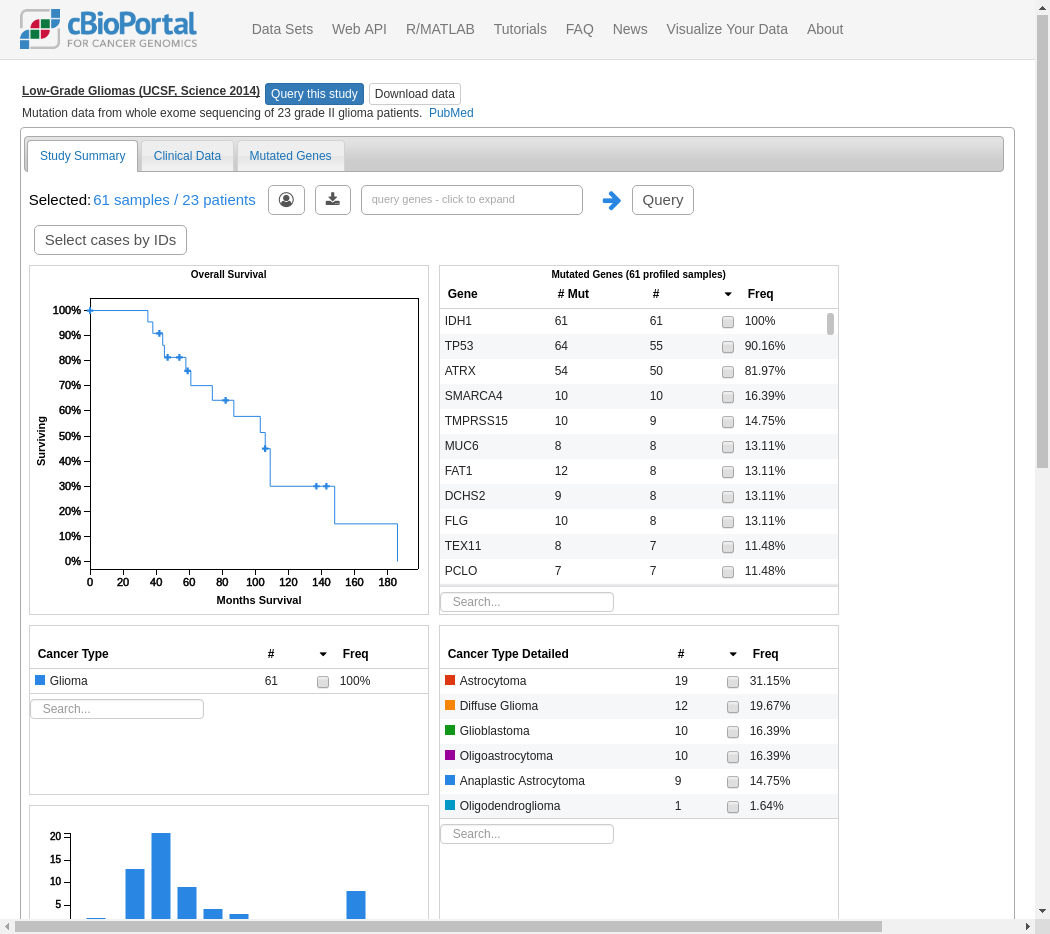 cBioPortal
FOR CANCER GENOMICS
Data Sets Web API R/MATLAB Tutorials FAQ News Visualize Your Data About
Low-Grade Gliomas (UCSF, Science 2014) Query this study Download data
Mutation data from whole exome sequencing of 23 grade II glioma patients. PubMed
Study Summary Clinical Data Mutated Genes
Selected: 61 samples / 23 patients query genes - click to expand Query
Select cases by IDs
Overall Survival
100%
90%
80%
70%
60%
50%
40%
30%
20%
10%
0%
Surviving
0 20 40 60 80 100 120 140 160 180
Months Survival
Mutated Genes (61 profiled samples)
Gene # Mut # Freq
IDH1 61 61 100%
TP53 64 55 90.16%
ATRX 54 50 81.97%
SMARCA4 10 10 16.39%
TMPRSS15 10 9 14.75%
MUC6 8 8 13.11%
FAT1 12 8 13.11%
DCHS2 9 8 13.11%
FLG 10 8 13.11%
TEX11 8 7 11.48%
PCLO 7 7 11.48%
Search...
Cancer Type # Freq
Glioma 61 100%
Search...
Cancer Type Detailed # Freq
Astrocytoma 19 31.15%
Diffuse Glioma 12 19.67%
Glioblastoma 10 16.39%
Oligoastrocytoma 10 16.39%
Anaplastic Astrocytoma 9 14.75%
Oligodendroglioma 1 1.64%
Search...
20
15
10
5